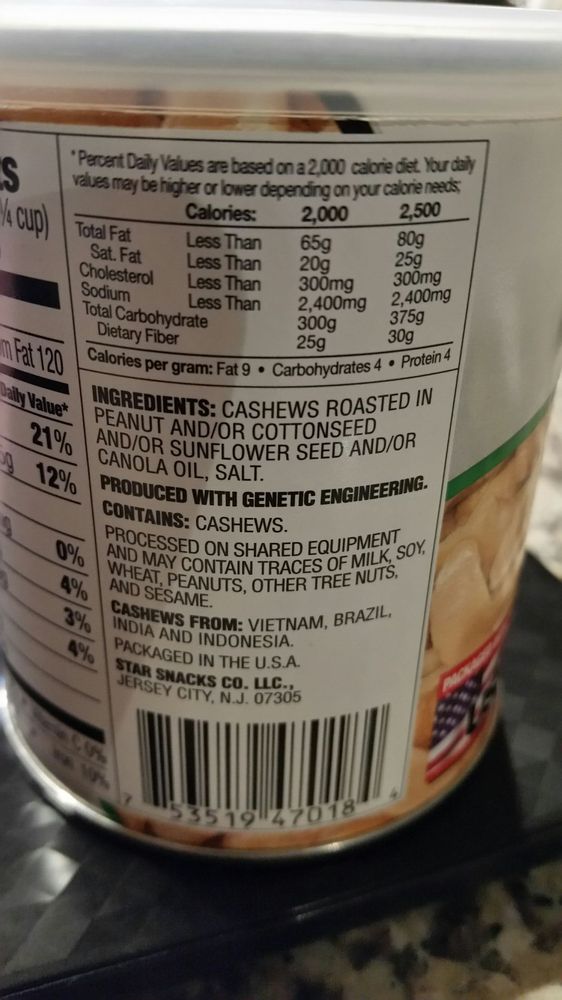 ¼ cup)
m Fat 120
Daily Value*
21%
12%
0%
4%
3%
4%
C 0%
10%
*Percent Daily Values are based on a 2,000 calorie diet. Your daily
values may be higher or lower depending on your calorie needs;
Calories: 2,000 2,500
Total Fat Less Than 65g 80g
Sat. Fat Less Than 20g 25g
Cholesterol Less Than 300mg 300mg
Sodium Less Than 2,400mg 2,400mg
Total Carbohydrate 300g 375g
Dietary Fiber 25g 30g
Calories per gram: Fat 9 • Carbohydrates 4 • Protein 4
INGREDIENTS: CASHEWS ROASTED IN
PEANUT AND/OR COTTONSEED
AND/OR SUNFLOWER SEED AND/OR
CANOLA OIL, SALT.
PRODUCED WITH GENETIC ENGINEERING.
CONTAINS: CASHEWS.
PROCESSED ON SHARED EQUIPMENT
AND MAY CONTAIN TRACES OF MILK, SOY,
WHEAT, PEANUTS, OTHER TREE NUTS,
AND SESAME.
CASHEWS FROM: VIETNAM, BRAZIL,
INDIA AND INDONESIA.
PACKAGED IN THE U.S.A.
STAR SNACKS CO. LLC.,
JERSEY CITY, N.J. 07305
7 53519 47018 4
PACKAGED